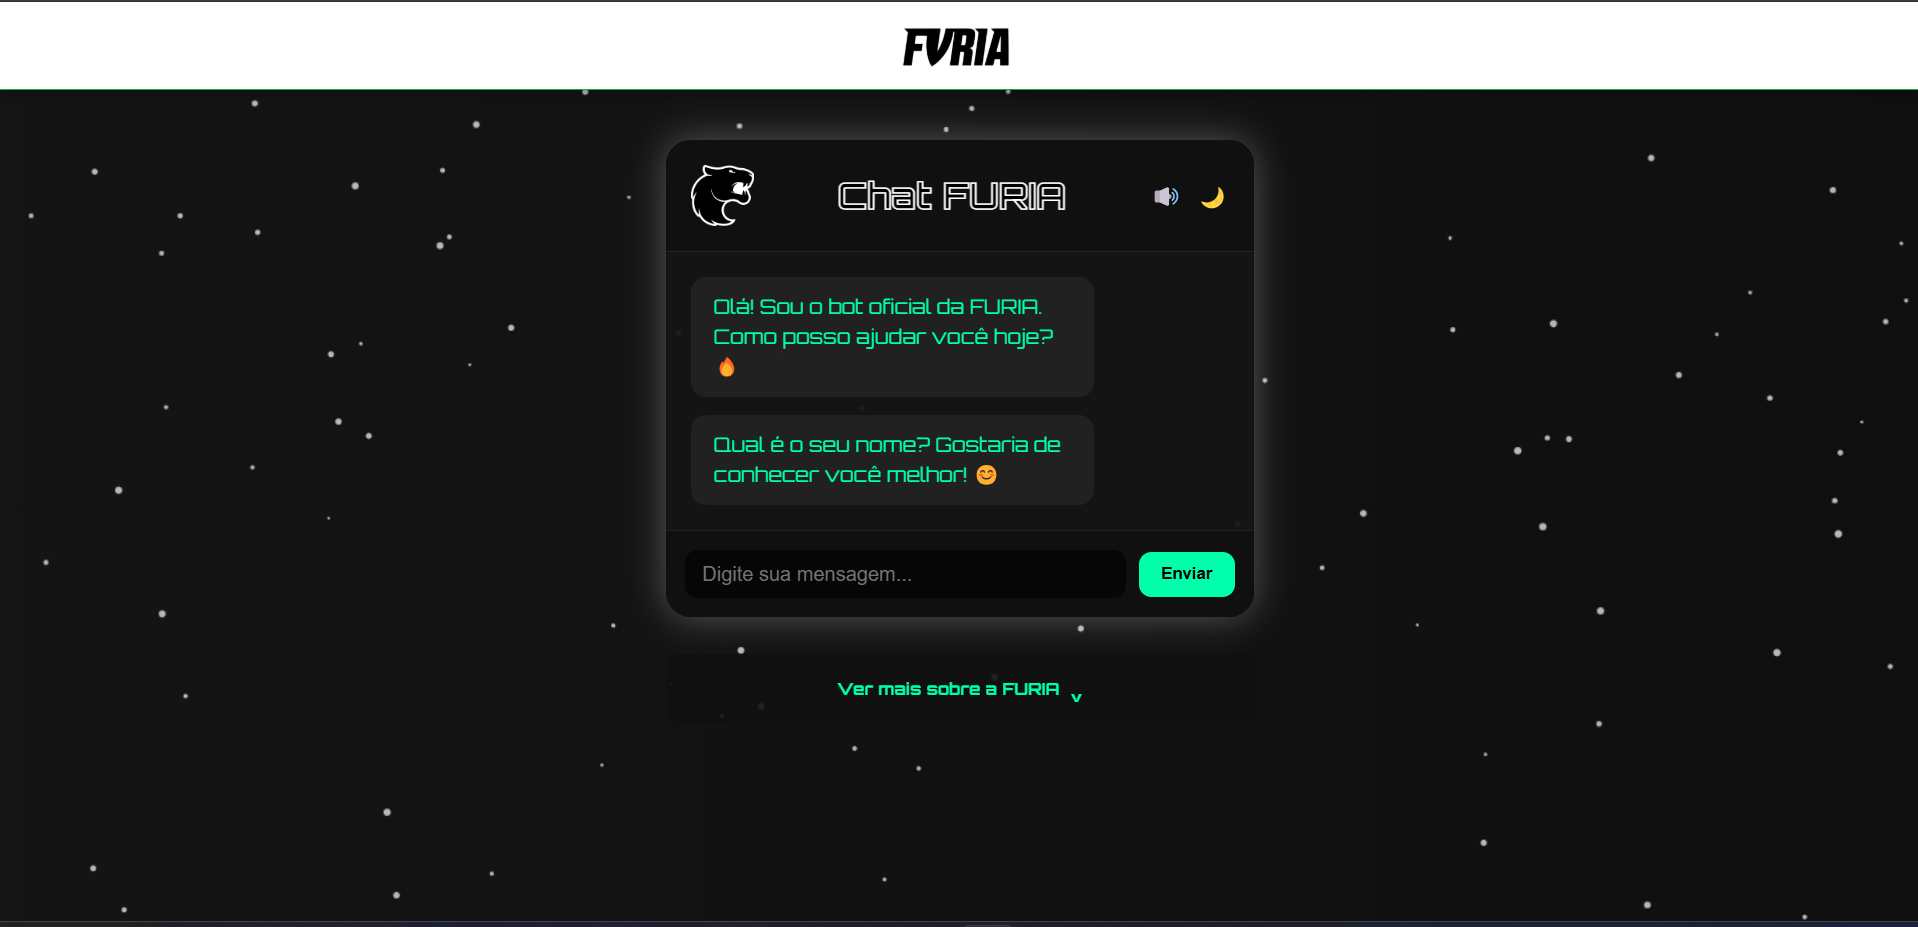 FURIA
Chat FURIA
Olá! Sou o bot oficial da FURIA.
Como posso ajudar você hoje?
🔥
Qual é o seu nome? Gostaria de
conhecer você melhor! 😊
Digite sua mensagem...
Enviar
Ver mais sobre a FURIA v